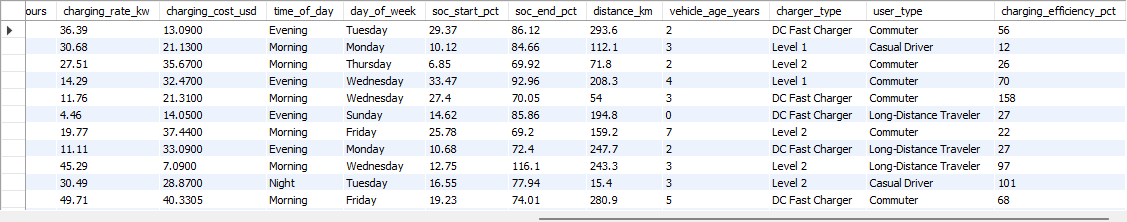 ours charging_rate_kw charging_cost_usd time_of_day day_of_week soc_start_pct soc_end_pct distance_km vehicle_age_years charger_type user_type charging_efficiency_pct
36.39 13.0900 Evening Tuesday 29.37 86.12 293.6 2 DC Fast Charger Commuter 56
30.68 21.1300 Morning Monday 10.12 84.66 112.1 3 Level 1 Casual Driver 12
27.51 35.6700 Morning Thursday 6.85 69.92 71.8 2 Level 2 Commuter 26
14.29 32.4700 Evening Wednesday 33.47 92.96 208.3 4 Level 1 Commuter 70
11.76 21.3100 Morning Wednesday 27.4 70.05 54 3 DC Fast Charger Commuter 158
4.46 14.0500 Evening Sunday 14.62 85.86 194.8 0 DC Fast Charger Long-Distance Traveler 27
19.77 37.4400 Morning Friday 25.78 69.2 159.2 7 Level 2 Commuter 22
11.11 33.0900 Evening Monday 10.68 72.4 247.7 2 DC Fast Charger Long-Distance Traveler 27
45.29 7.0900 Morning Wednesday 12.75 116.1 243.3 3 Level 2 Long-Distance Traveler 97
30.49 28.8700 Night Tuesday 16.55 77.94 15.4 3 Level 2 Casual Driver 101
49.71 40.3305 Morning Friday 19.23 74.01 280.9 5 DC Fast Charger Commuter 68